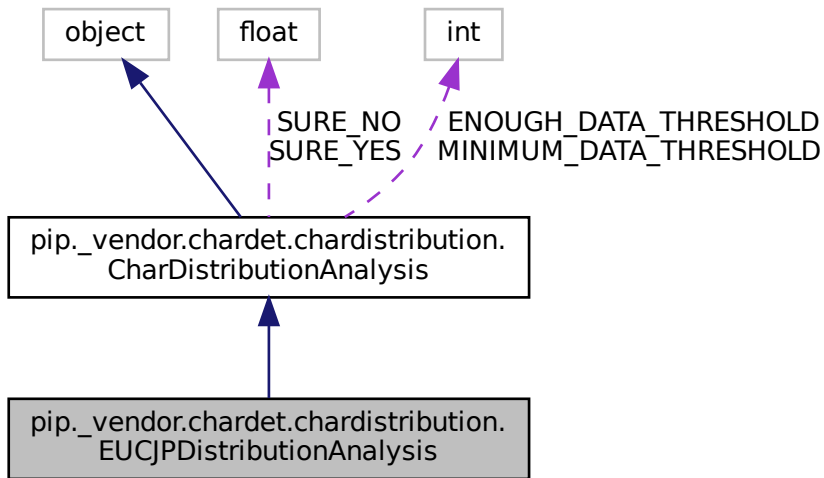 object
float
int
SURE_NO
SURE_YES
ENOUGH_DATA_THRESHOLD
MINIMUM_DATA_THRESHOLD
pip._vendor.chardet.chardistribution.
CharDistributionAnalysis
pip._vendor.chardet.chardistribution.
EUCJPDistributionAnalysis